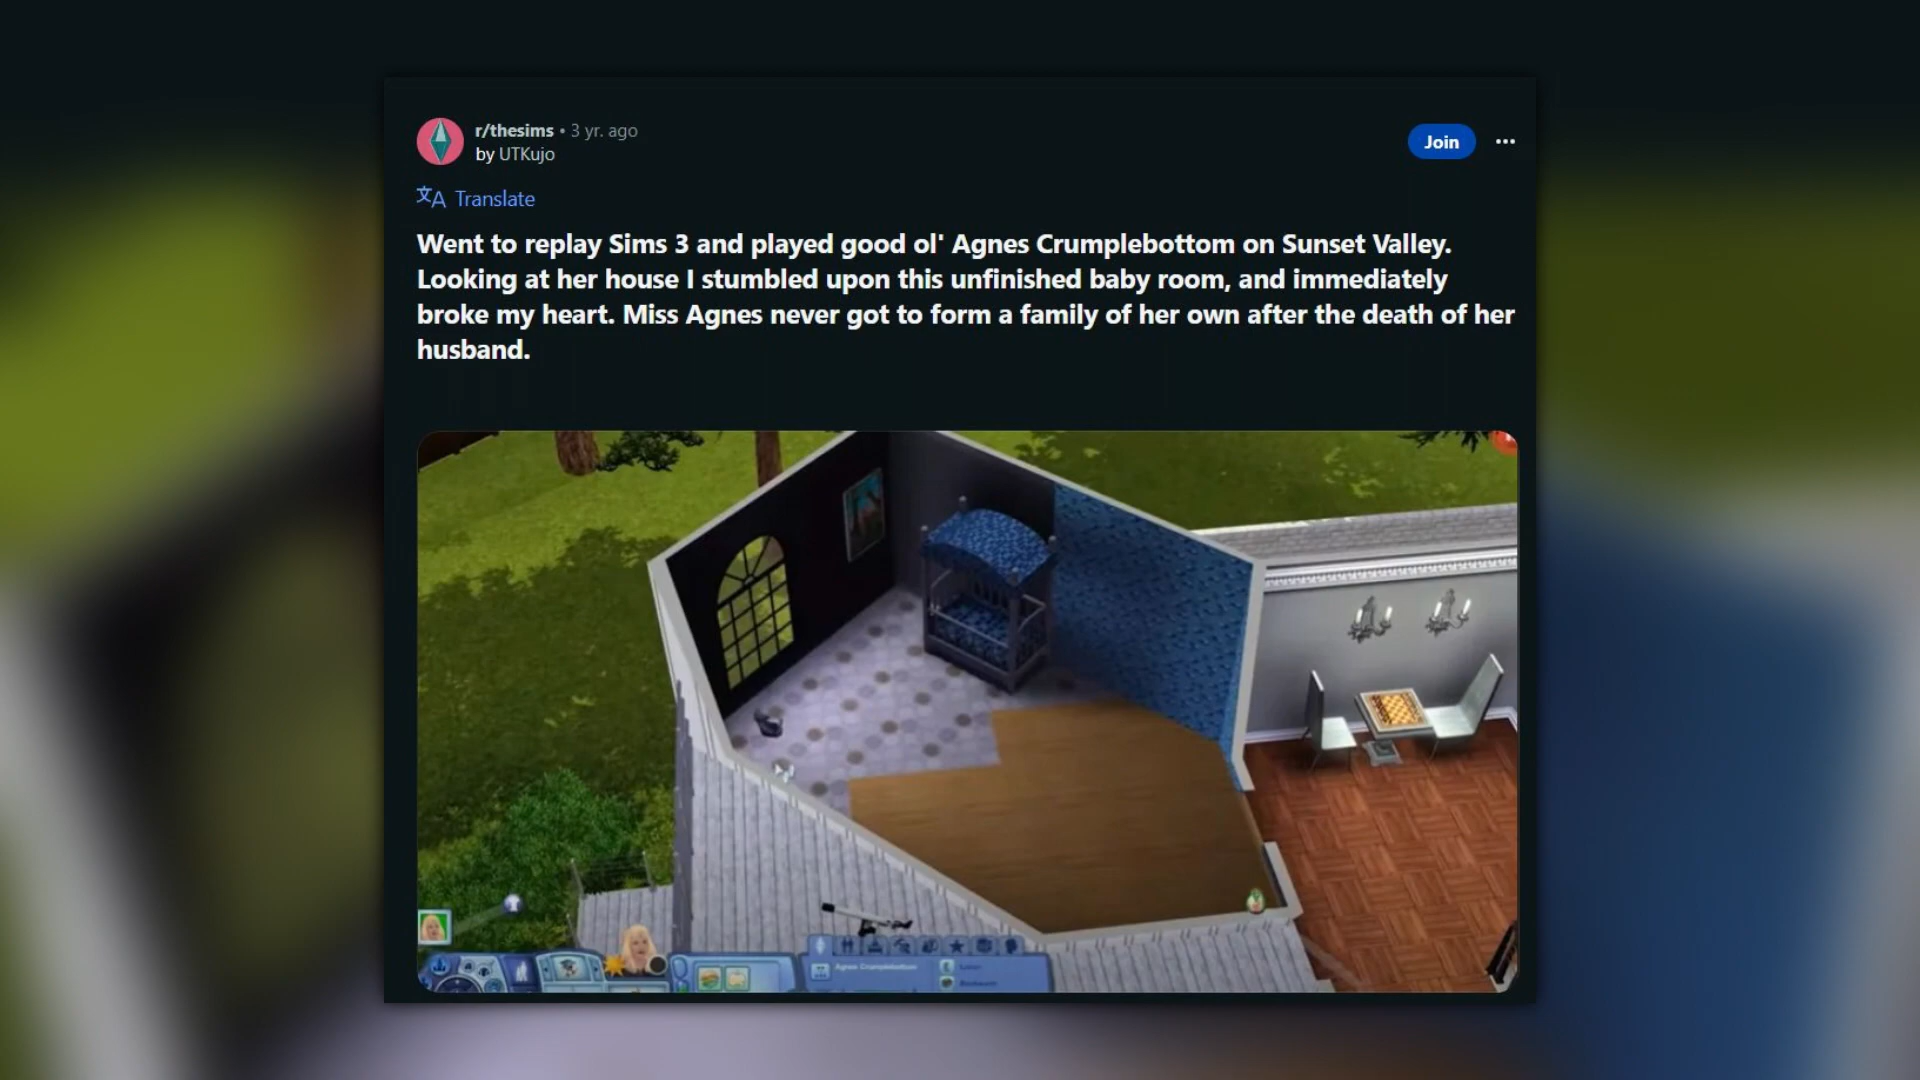 r/thesims • 3 yr. ago
by UTKujo
Join
Translate
Went to replay Sims 3 and played good ol' Agnes Crumplebottom on Sunset Valley.
Looking at her house I stumbled upon this unfinished baby room, and immediately
broke my heart. Miss Agnes never got to form a family of her own after the death of her
husband.
Agnes Crumplebottom